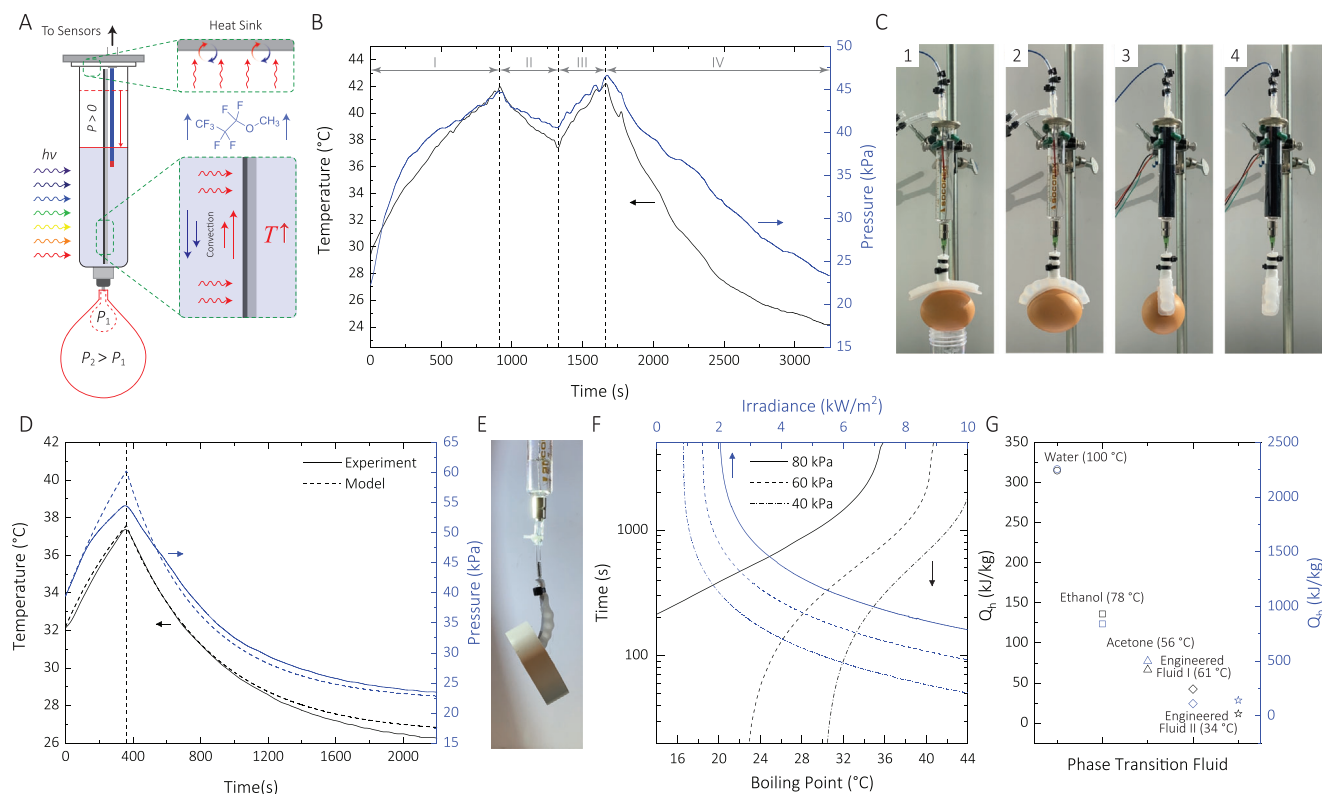 A
To Sensors
Heat Sink
P > 0
CF3
F
F
F
F
O
CH3
hv
Convection
T↑
P1
P2 > P1
B
I
II
III
IV
44
42
40
38
36
34
32
30
28
26
24
Temperature (°C)
50
45
40
35
30
25
20
15
Pressure (kPa)
0 500 1000 1500 2000 2500 3000
Time (s)
C
1
2
3
4
D
42
40
38
36
34
32
30
28
26
Temperature (°C)
Experiment
Model
65
60
55
50
45
40
35
30
25
20
15
Pressure (kPa)
0 400 800 1200 1600 2000
Time(s)
E
F
Irradiance (kW/m²)
0 2 4 6 8 10
80 kPa
60 kPa
40 kPa
1000
100
Time (s)
14 16 20 24 28 32 36 40 44
Boiling Point (°C)
G
350
300
250
200
150
100
50
0
Qh (kJ/kg)
Water (100 °C)
Ethanol (78 °C)
Acetone (56 °C)
Engineered
Fluid I (61 °C)
Engineered
Fluid II (34 °C)
2500
2000
1500
1000
500
0
Qh (kJ/kg)
Phase Transition Fluid